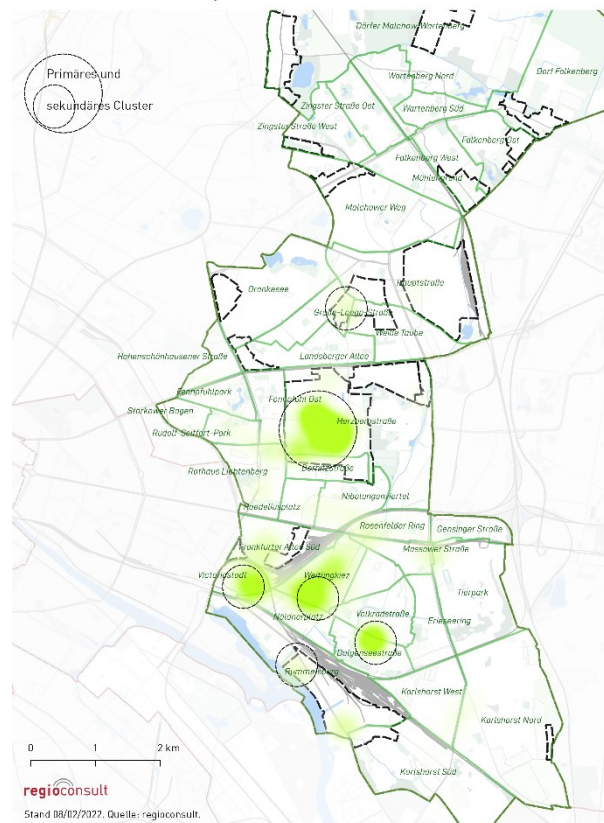 Dörfer Malchow-Wartenberg
Primäres und
sekundäres Cluster
Wartenberg Nord
Dorf Falkenberg
Zingster Straße Ost
Wartenberg Süd
Zingster Straße West
Falkenberg Ost
Falkenberg West
Mühlengrund
Malchower Weg
Orankesee
Hauptstraße
Große-Leege-Straße
Weiße Taube
Hohenschönhausener Straße
Landsberger Allee
Fennpfuhlpark
Fennpfuhl Ost
Storkower Bogen
Herzbergstraße
Rudolf-Seiffert-Park
Rathaus Lichtenberg
Gernitzstraße
Nibelungenviertel
Roedeliusplatz
Rosenfelder Ring
Gensinger Straße
Frankfurter Allee Süd
Massower Straße
Victoriastadt
Weitlingkiez
Tierpark
Nöldnerplatz
Volkradstraße
Erieseering
Dolgenseestraße
Rummelsburg
Karlshorst West
Karlshorst Nord
Karlshorst Süd
0 1 2 km
regioconsult
Stand 08/02/2022. Quelle: regioconsult.